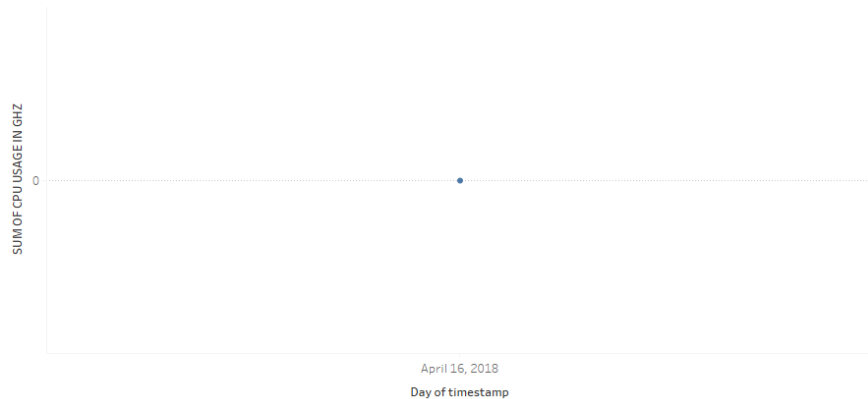 SUM OF CPU USAGE IN GHZ
0
April 16, 2018
Day of timestamp